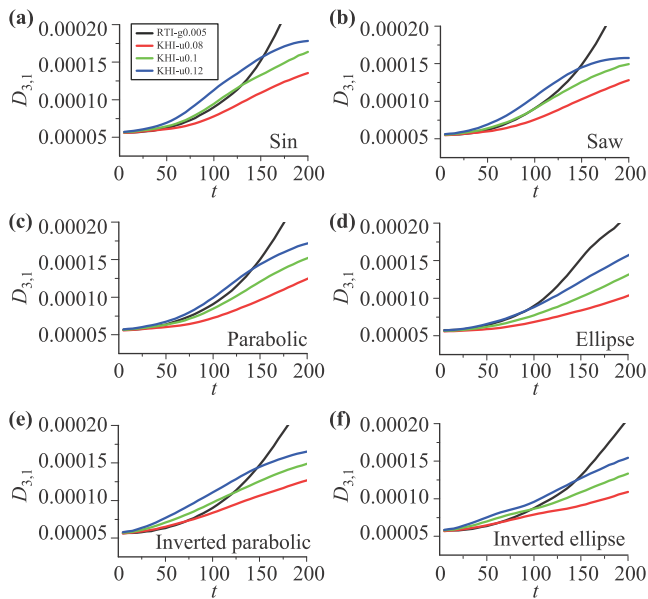 (a)
RTI-g0.005
KHI-u0.08
KHI-u0.1
KHI-u0.12
0.00020
0.00015
0.00010
0.00005
D3,1
Sin
0 50 100 150 200
t
(b)
0.00020
0.00015
0.00010
0.00005
D3,1
Saw
0 50 100 150 200
t
(c)
0.00020
0.00015
0.00010
0.00005
D3,1
Parabolic
0 50 100 150 200
t
(d)
0.00020
0.00015
0.00010
0.00005
D3,1
Ellipse
0 50 100 150 200
t
(e)
0.00020
0.00015
0.00010
0.00005
D3,1
Inverted parabolic
0 50 100 150 200
t
(f)
0.00020
0.00015
0.00010
0.00005
D3,1
Inverted ellipse
0 50 100 150 200
t